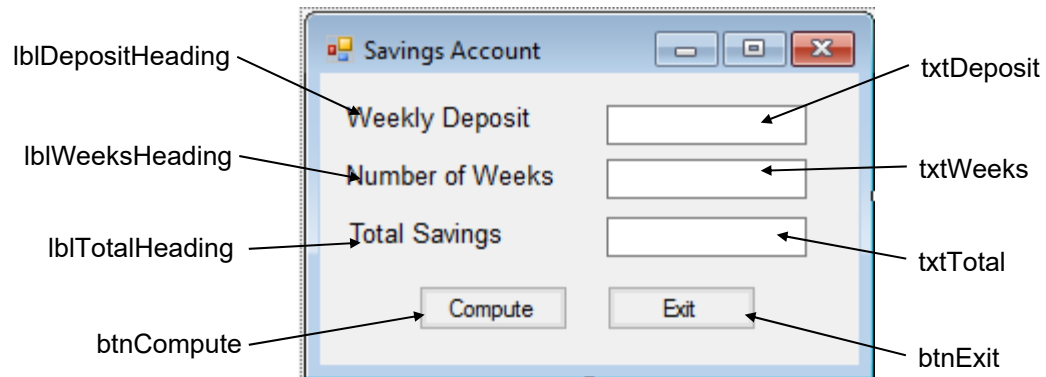 Savings Account
lblDepositHeading
txtDeposit
Weekly Deposit
lblWeeksHeading
txtWeeks
Number of Weeks
lblTotalHeading
Total Savings
txtTotal
Compute
Exit
btnCompute
btnExit